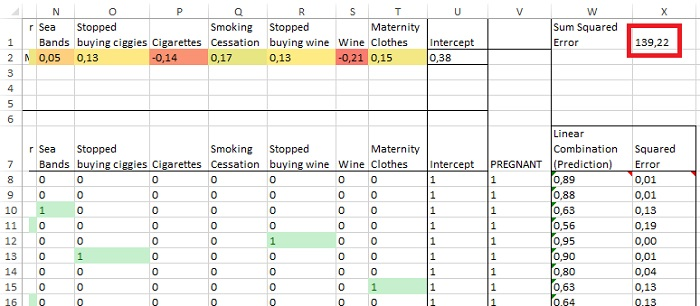 N O P Q R S T U V W X
r Sea Stopped Smoking Stopped Maternity Sum Squared
1 Bands buying ciggies Cigarettes Cessation buying wine Wine Clothes Intercept Error 139,22
2 0,05 0,13 -0,14 0,17 0,13 -0,21 0,15 0,38
3
4
5
6
Linear
r Sea Stopped Smoking Stopped Maternity Combination Squared
7 Bands buying ciggies Cigarettes Cessation buying wine Wine Clothes Intercept PREGNANT (Prediction) Error
8 0 0 0 0 0 0 0 1 1 0,89 0,01
9 0 0 0 0 0 0 0 1 1 0,88 0,01
10 1 0 0 0 0 0 0 1 1 0,63 0,13
11 0 0 0 0 0 0 0 1 1 0,56 0,19
12 0 0 0 0 1 0 0 1 1 0,95 0,00
13 0 1 0 0 0 0 0 1 1 0,90 0,01
14 0 0 0 0 0 0 0 1 1 0,80 0,04
15 0 0 0 0 0 0 1 1 1 0,63 0,13
16 0 0 0 0 0 0 0 1 1 0,64 0,13